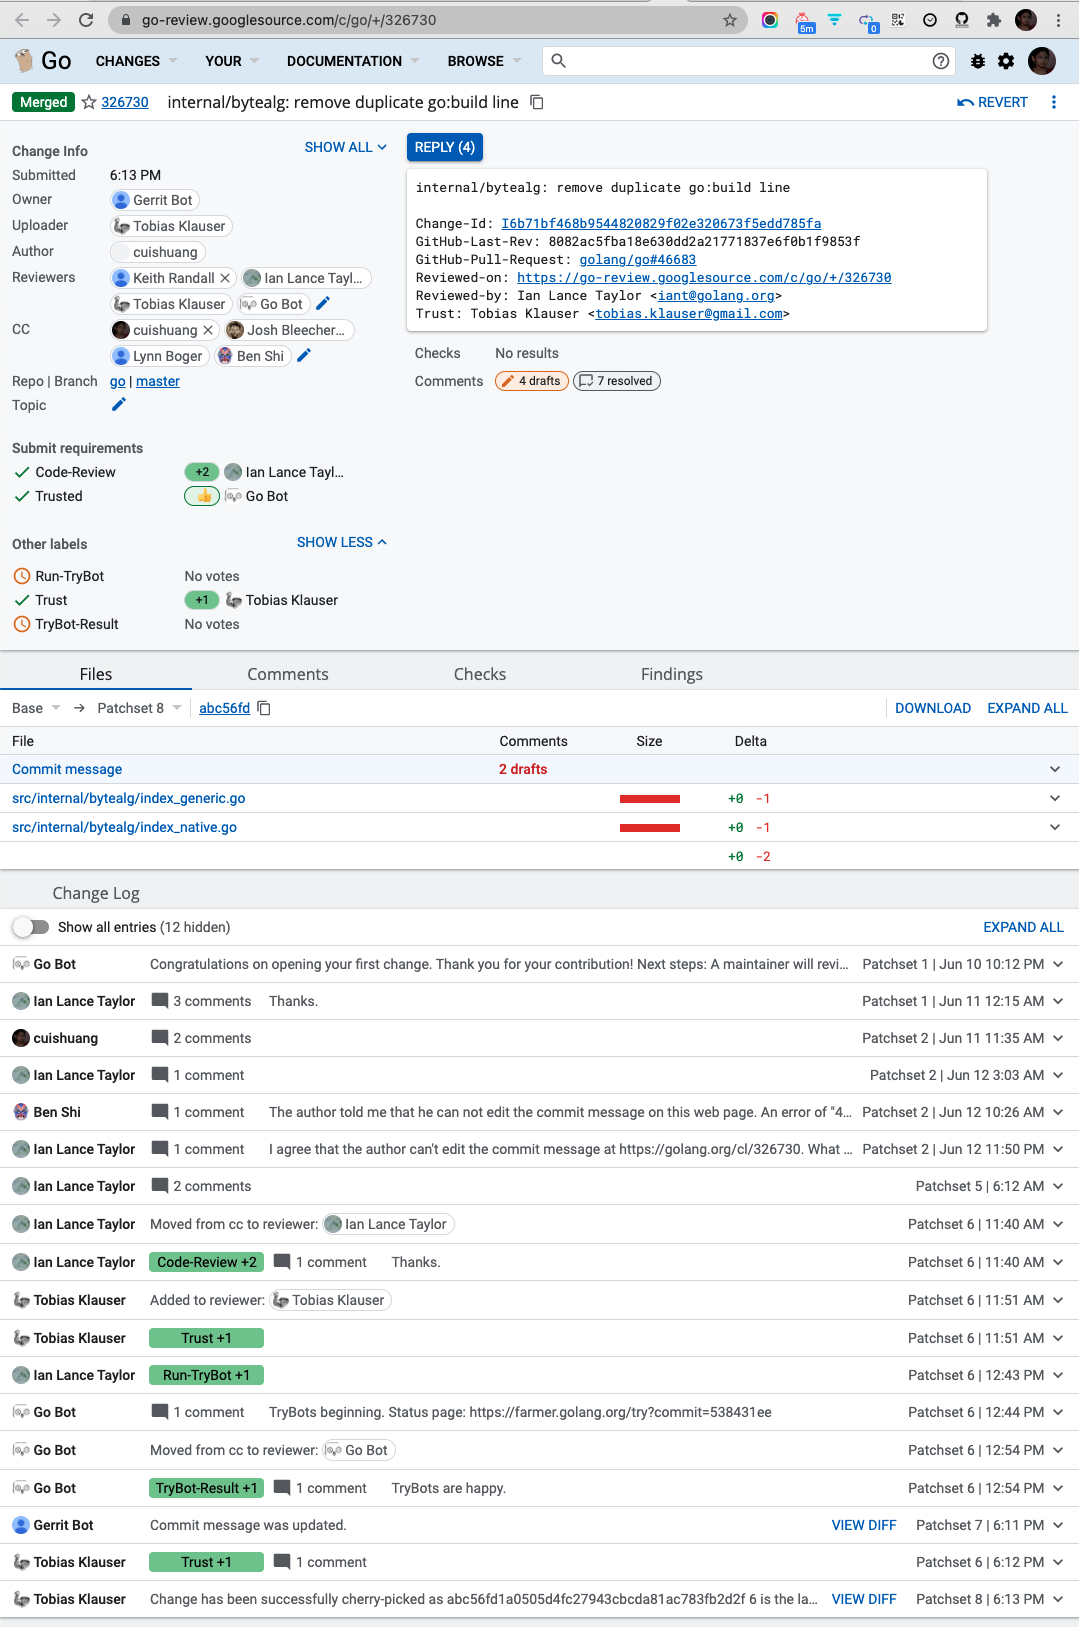 go-review.googlesource.com/c/go/+/326730
5m
0
Go CHANGES YOUR DOCUMENTATION BROWSE
Merged 326730 internal/bytealg: remove duplicate go:build line REVERT
Change Info SHOW ALL
Submitted 6:13 PM
Owner Gerrit Bot
Uploader Tobias Klauser
Author cuishuang
Reviewers Keith Randall Ian Lance Tayl...
Tobias Klauser Go Bot
CC cuishuang Josh Bleecher...
Lynn Boger Ben Shi
Repo | Branch go | master
Topic
REPLY (4)
internal/bytealg: remove duplicate go:build line
Change-Id: I6b71bf468b9544820829f02e320673f5edd785fa
GitHub-Last-Rev: 8082ac5fba18e630dd2a21771837e6f0b1f9853f
GitHub-Pull-Request: golang/go#46683
Reviewed-on: https://go-review.googlesource.com/c/go/+/326730
Reviewed-by: Ian Lance Taylor <iant@golang.org>
Trust: Tobias Klauser <tobias.klauser@gmail.com>
Checks No results
Comments 4 drafts 7 resolved
Submit requirements
Code-Review +2 Ian Lance Tayl...
Trusted 👍 Go Bot
Other labels SHOW LESS
Run-TryBot No votes
Trust +1 Tobias Klauser
TryBot-Result No votes
Files Comments Checks Findings
Base → Patchset 8 abc56fd DOWNLOAD EXPAND ALL
File Comments Size Delta
Commit message 2 drafts
src/internal/bytealg/index_generic.go +0 -1
src/internal/bytealg/index_native.go +0 -1
+0 -2
Change Log
Show all entries (12 hidden) EXPAND ALL
Go Bot Congratulations on opening your first change. Thank you for your contribution! Next steps: A maintainer will revi... Patchset 1 | Jun 10 10:12 PM
Ian Lance Taylor 3 comments Thanks. Patchset 1 | Jun 11 12:15 AM
cuishuang 2 comments Patchset 2 | Jun 11 11:35 AM
Ian Lance Taylor 1 comment Patchset 2 | Jun 12 3:03 AM
Ben Shi 1 comment The author told me that he can not edit the commit message on this web page. An error of "4... Patchset 2 | Jun 12 10:26 AM
Ian Lance Taylor 1 comment I agree that the author can't edit the commit message at https://golang.org/cl/326730. What ... Patchset 2 | Jun 12 11:50 PM
Ian Lance Taylor 2 comments Patchset 5 | 6:12 AM
Ian Lance Taylor Moved from cc to reviewer: Ian Lance Taylor Patchset 6 | 11:40 AM
Ian Lance Taylor Code-Review +2 1 comment Thanks. Patchset 6 | 11:40 AM
Tobias Klauser Added to reviewer: Tobias Klauser Patchset 6 | 11:51 AM
Tobias Klauser Trust +1 Patchset 6 | 11:51 AM
Ian Lance Taylor Run-TryBot +1 Patchset 6 | 12:43 PM
Go Bot 1 comment TryBots beginning. Status page: https://farmer.golang.org/try?commit=538431ee Patchset 6 | 12:44 PM
Go Bot Moved from cc to reviewer: Go Bot Patchset 6 | 12:54 PM
Go Bot TryBot-Result +1 1 comment TryBots are happy. Patchset 6 | 12:54 PM
Gerrit Bot Commit message was updated. VIEW DIFF Patchset 7 | 6:11 PM
Tobias Klauser Trust +1 1 comment Patchset 6 | 6:12 PM
Tobias Klauser Change has been successfully cherry-picked as abc56fd1a0505d4fc27943cbcda81ac783fb2d2f 6 is the la... VIEW DIFF Patchset 8 | 6:13 PM